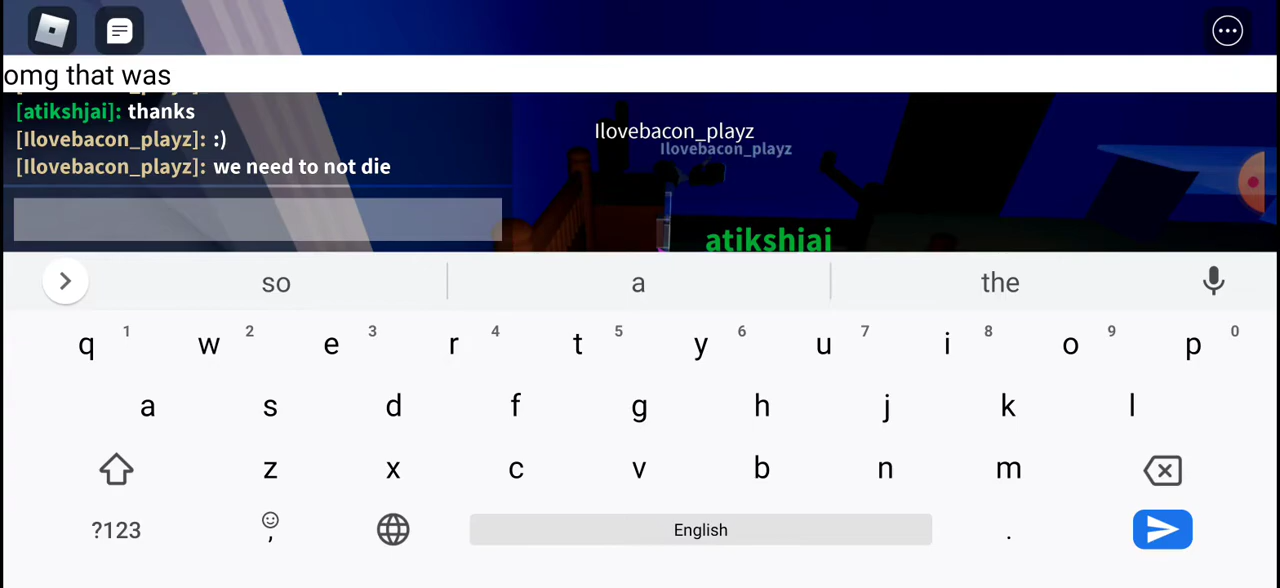 omg that was
[atikshjai]: thanks
[Ilovebacon_playz]: :)
[Ilovebacon_playz]: we need to not die
Ilovebacon_playz
Ilovebacon_playz
atikshjai
so a the
q 1 w 2 e 3 r 4 t 5 y 6 u 7 i 8 o 9 p 0
a s d f g h j k l
z x c v b n m
?123 , English .